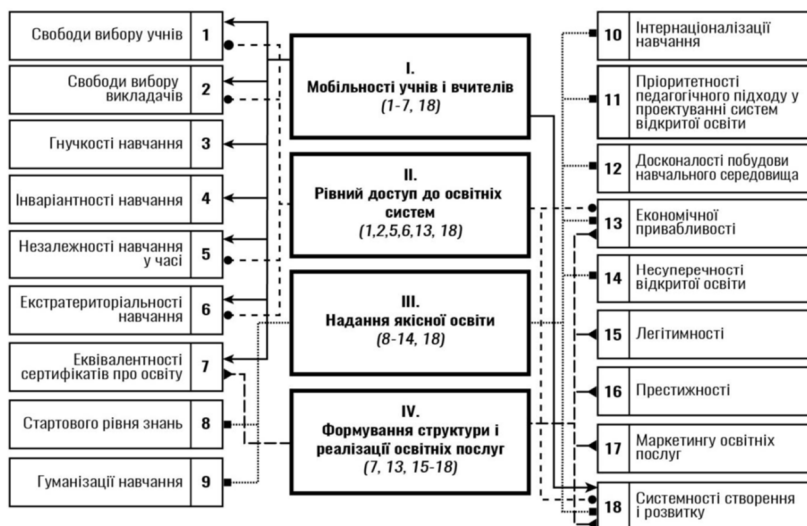 Свободи вибору учнів 1
Свободи вибору
викладачів 2
Гнучкості навчання 3
Інваріантності навчання 4
Незалежності навчання
у часі 5
Екстратериторіальності
навчання 6
Еквівалентності
сертифікатів про освіту 7
Стартового рівня знань 8
Гуманізації навчання 9
I.
Мобільності учнів і вчителів
(1-7, 18)
II.
Рівний доступ до освітніх
систем
(1,2,5,6,13, 18)
III.
Надання якісної освіти
(8-14, 18)
IV.
Формування структури і
реалізації освітніх послуг
(7, 13, 15-18)
10 Інтернаціоналізації
навчання
11 Пріоритетності
педагогічного підходу у
проектуванні систем
відкритої освіти
12 Досконалості побудови
навчального середовища
13 Економічної
привабливості
14 Несуперечності
відкритої освіти
15 Легітимності
16 Престижності
17 Маркетингу освітніх
послуг
18 Системності створення
і розвитку